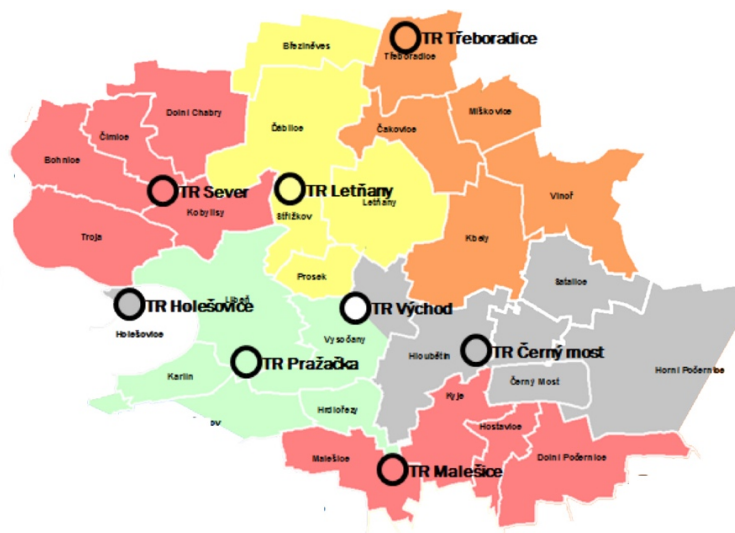 TR Třeboradice
Březiněves
Třeboradice
Dolní Chabry
Miškovice
Ďáblice
Čakovice
Čimice
Bohnice
TR Sever
TR Letňany
Vinoř
Letňany
Kobylisy
Střížkov
Troja
Kbely
Prosek
Satalice
TR Holešovice
Libeň
TR Východ
Holešovice
Vysočany
TR Černý most
Hloubětín
TR Pražačka
Horní Počernice
Karlín
Černý Most
Kyje
Hrdlořezy
ov
Hostavice
Malešice
Dolní Počernice
TR Malešice